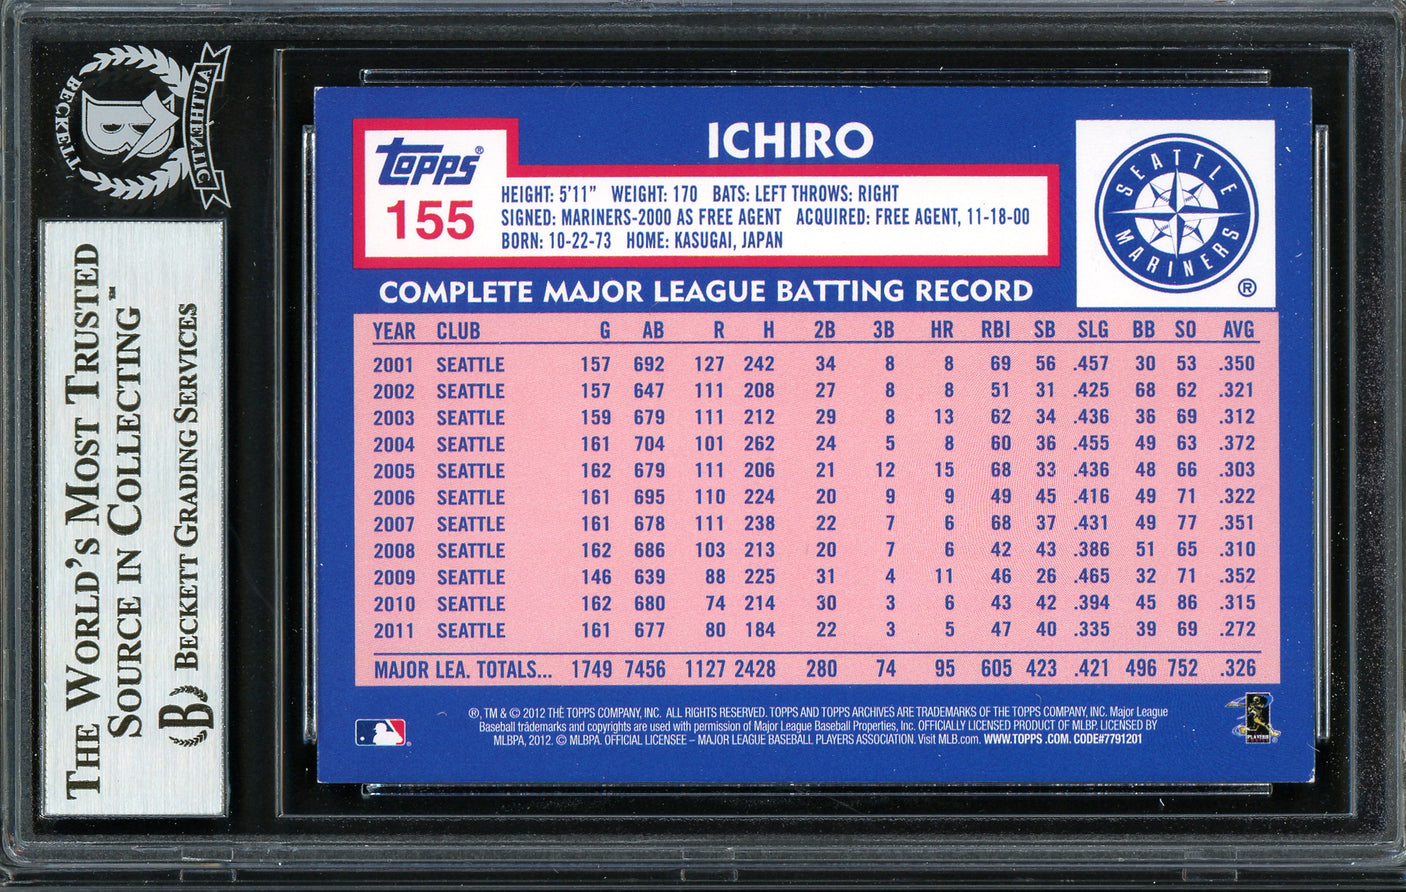 BECKETT
B
AUTHENTIC
THE WORLD'S MOST TRUSTED
SOURCE IN COLLECTING™
BECKETT GRADING SERVICES
topps®
155
ICHIRO
HEIGHT: 5'11" WEIGHT: 170 BATS: LEFT THROWS: RIGHT
SIGNED: MARINERS-2000 AS FREE AGENT ACQUIRED: FREE AGENT, 11-18-00
BORN: 10-22-73 HOME: KASUGAI, JAPAN
SEATTLE
MARINERS
®
COMPLETE MAJOR LEAGUE BATTING RECORD
YEAR CLUB G AB R H 2B 3B HR RBI SB SLG BB SO AVG
2001 SEATTLE 157 692 127 242 34 8 8 69 56 .457 30 53 .350
2002 SEATTLE 157 647 111 208 27 8 8 51 31 .425 68 62 .321
2003 SEATTLE 159 679 111 212 29 8 13 62 34 .436 36 69 .312
2004 SEATTLE 161 704 101 262 24 5 8 60 36 .455 49 63 .372
2005 SEATTLE 162 679 111 206 21 12 15 68 33 .436 48 66 .303
2006 SEATTLE 161 695 110 224 20 9 9 49 45 .416 49 71 .322
2007 SEATTLE 161 678 111 238 22 7 6 68 37 .431 49 77 .351
2008 SEATTLE 162 686 103 213 20 7 6 42 43 .386 51 65 .310
2009 SEATTLE 146 639 88 225 31 4 11 46 26 .465 32 71 .352
2010 SEATTLE 162 680 74 214 30 3 6 43 42 .394 45 86 .315
2011 SEATTLE 161 677 80 184 22 3 5 47 40 .335 39 69 .272
MAJOR LEA. TOTALS... 1749 7456 1127 2428 280 74 95 605 423 .421 496 752 .326
®, TM & © 2012 THE TOPPS COMPANY, INC. ALL RIGHTS RESERVED. TOPPS AND TOPPS ARCHIVES ARE TRADEMARKS OF THE TOPPS COMPANY, INC. Major League
Baseball trademarks and copyrights are used with permission of Major League Baseball Properties, Inc. OFFICIALLY LICENSED PRODUCT OF MLBP. LICENSED BY
MLBPA, 2012. © MLBPA. OFFICIAL LICENSEE – MAJOR LEAGUE BASEBALL PLAYERS ASSOCIATION. Visit MLB.com. WWW.TOPPS .COM. CODE#7791201